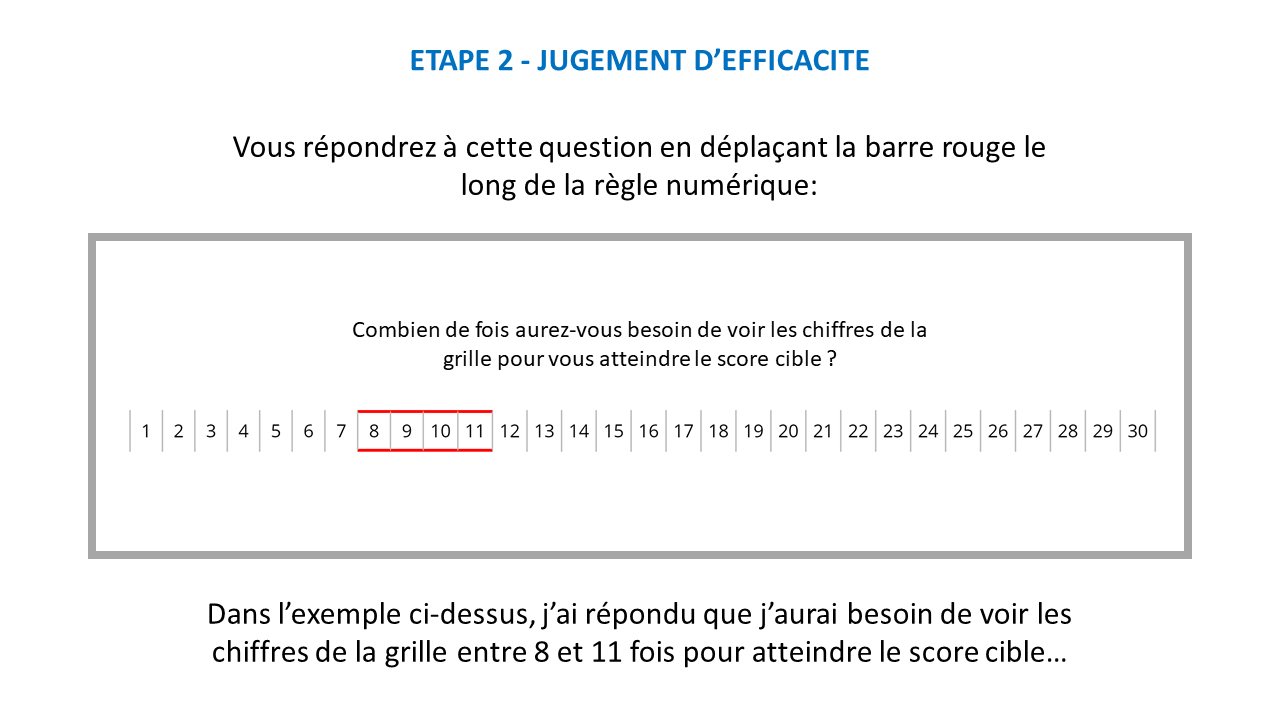 ETAPE 2 - JUGEMENT D’EFFICACITE
Vous répondrez à cette question en déplaçant la barre rouge le
long de la règle numérique:
Combien de fois aurez-vous besoin de voir les chiffres de la
grille pour vous atteindre le score cible ?
1 2 3 4 5 6 7 8 9 10 11 12 13 14 15 16 17 18 19 20 21 22 23 24 25 26 27 28 29 30
Dans l’exemple ci-dessus, j’ai répondu que j’aurai besoin de voir les
chiffres de la grille entre 8 et 11 fois pour atteindre le score cible…